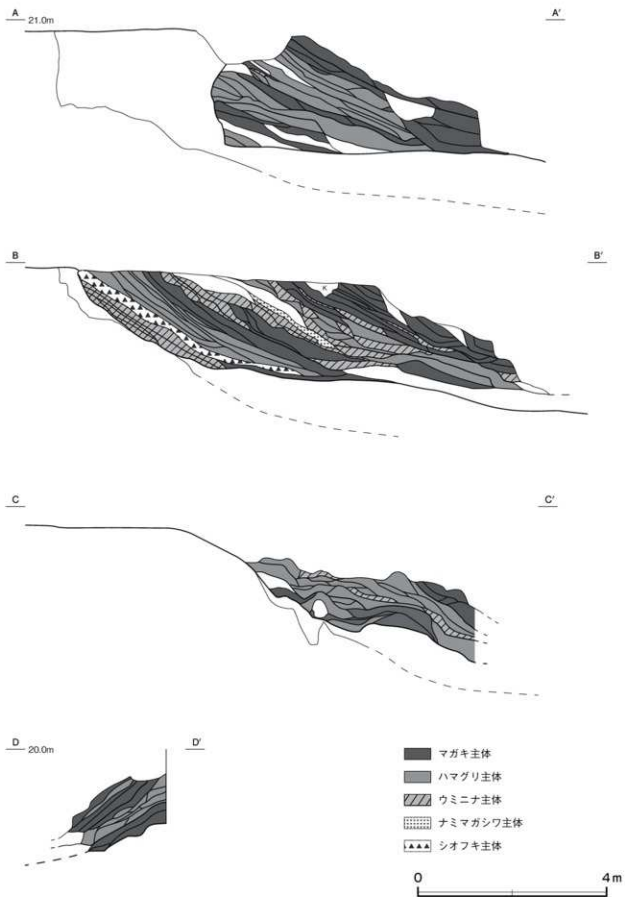 A 21.0m A'
B B'
K
C C'
D 20.0m D'
マガキ主体
ハマグリ主体
ウミニナ主体
ナミマガシワ主体
シオフキ主体
0 4m